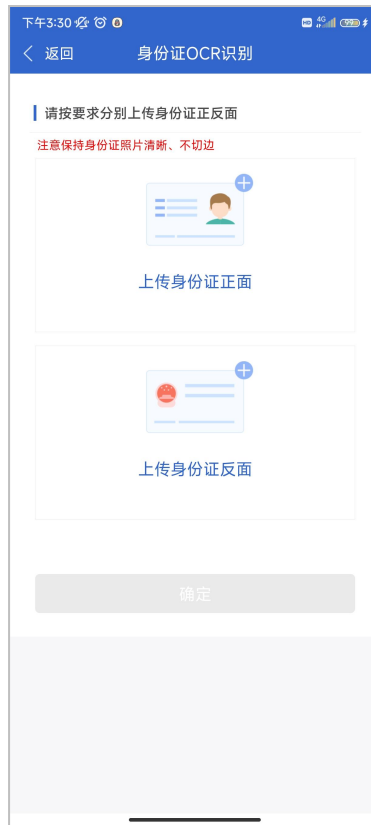 下午3:30
HD 4G 99
返回 身份证OCR识别
请按要求分别上传身份证正反面
注意保持身份证照片清晰、不切边
上传身份证正面
上传身份证反面
确定